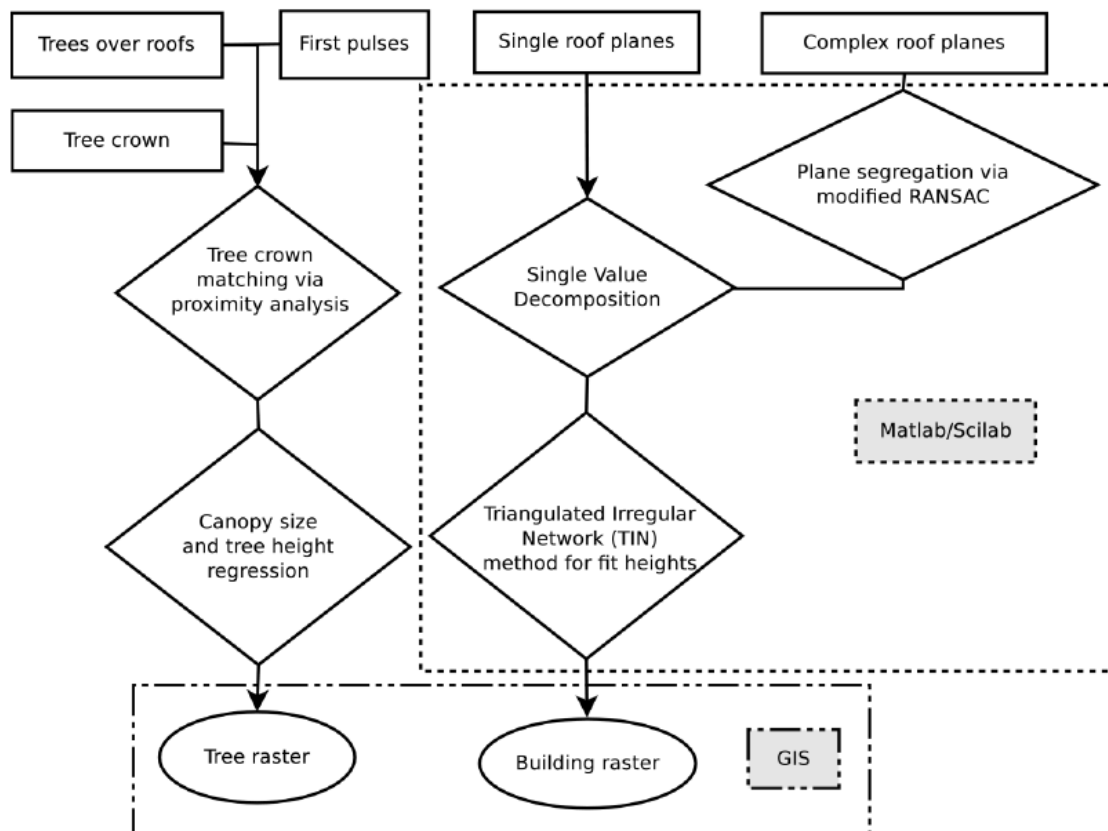 Trees over roofs
First pulses
Single roof planes
Complex roof planes
Tree crown
Plane segregation via
modified RANSAC
Tree crown
matching via
proximity analysis
Single Value
Decomposition
Matlab/Scilab
Canopy size
and tree height
regression
Triangulated Irregular
Network (TIN)
method for fit heights
Tree raster
Building raster
GIS